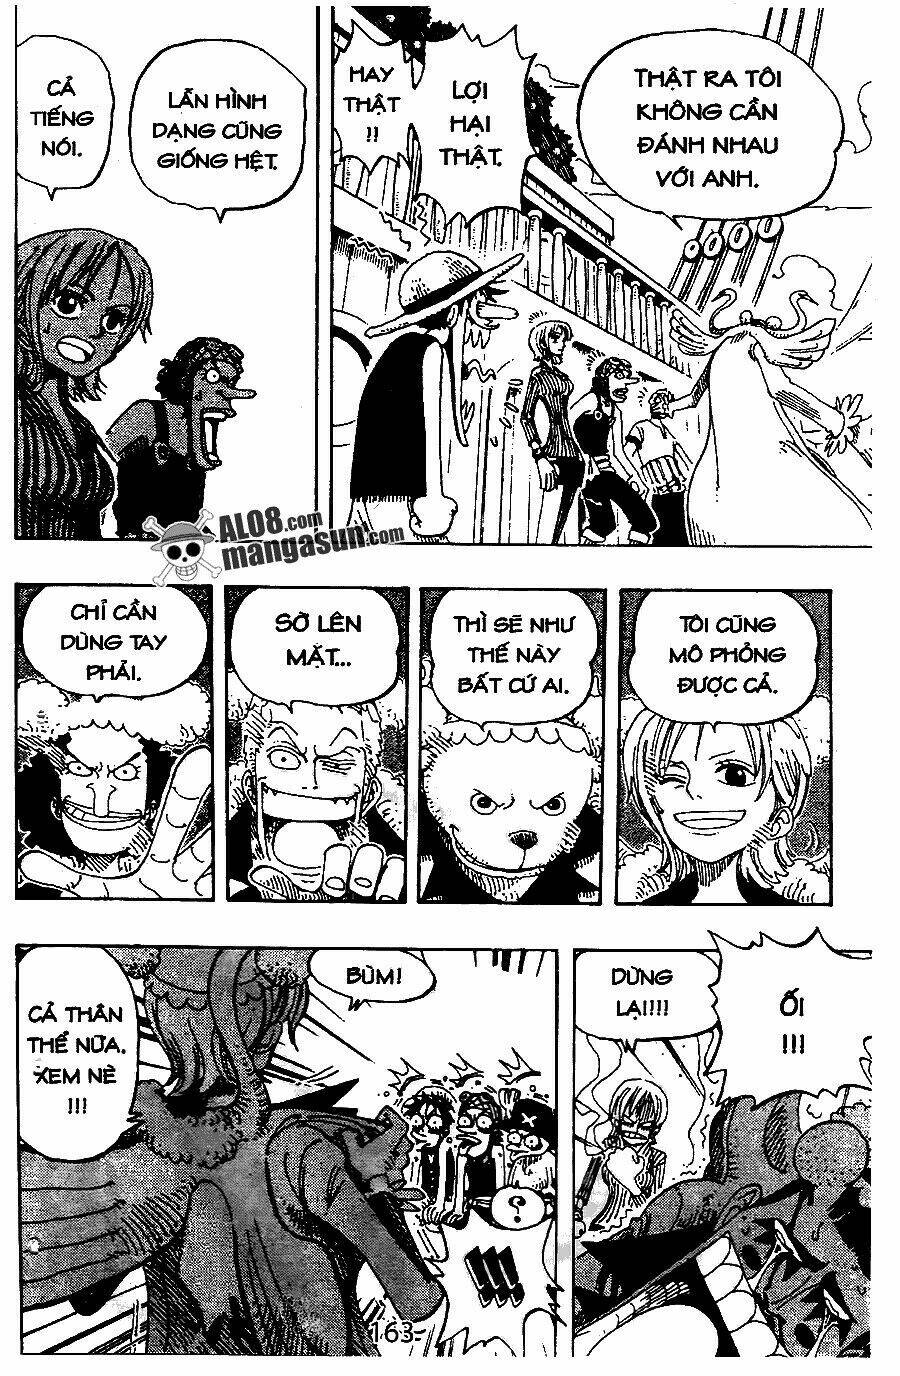 THẬT RA TÔI
KHÔNG CẦN
ĐÁNH NHAU
VỚI ANH.
LỢI
HẠI
THẬT.
HAY
THẬT
!!
LẪN HÌNH
DẠNG CŨNG
GIỐNG HỆT.
CẢ
TIẾNG
NÓI.
AL08.com
mangasun.com
TÔI CŨNG
MÔ PHỎNG
ĐƯỢC CẢ.
THÌ SẼ NHƯ
THẾ NÀY
BẤT CỨ AI.
SỜ LÊN
MẶT...
CHỈ CẦN
DÙNG TAY
PHẢI.
ỐI
!!!
DỪNG
LẠI!!!!
BÙM!
?
!!!!
CẢ THÂN
THỂ NỮA.
XEM NÈ
!!!
163